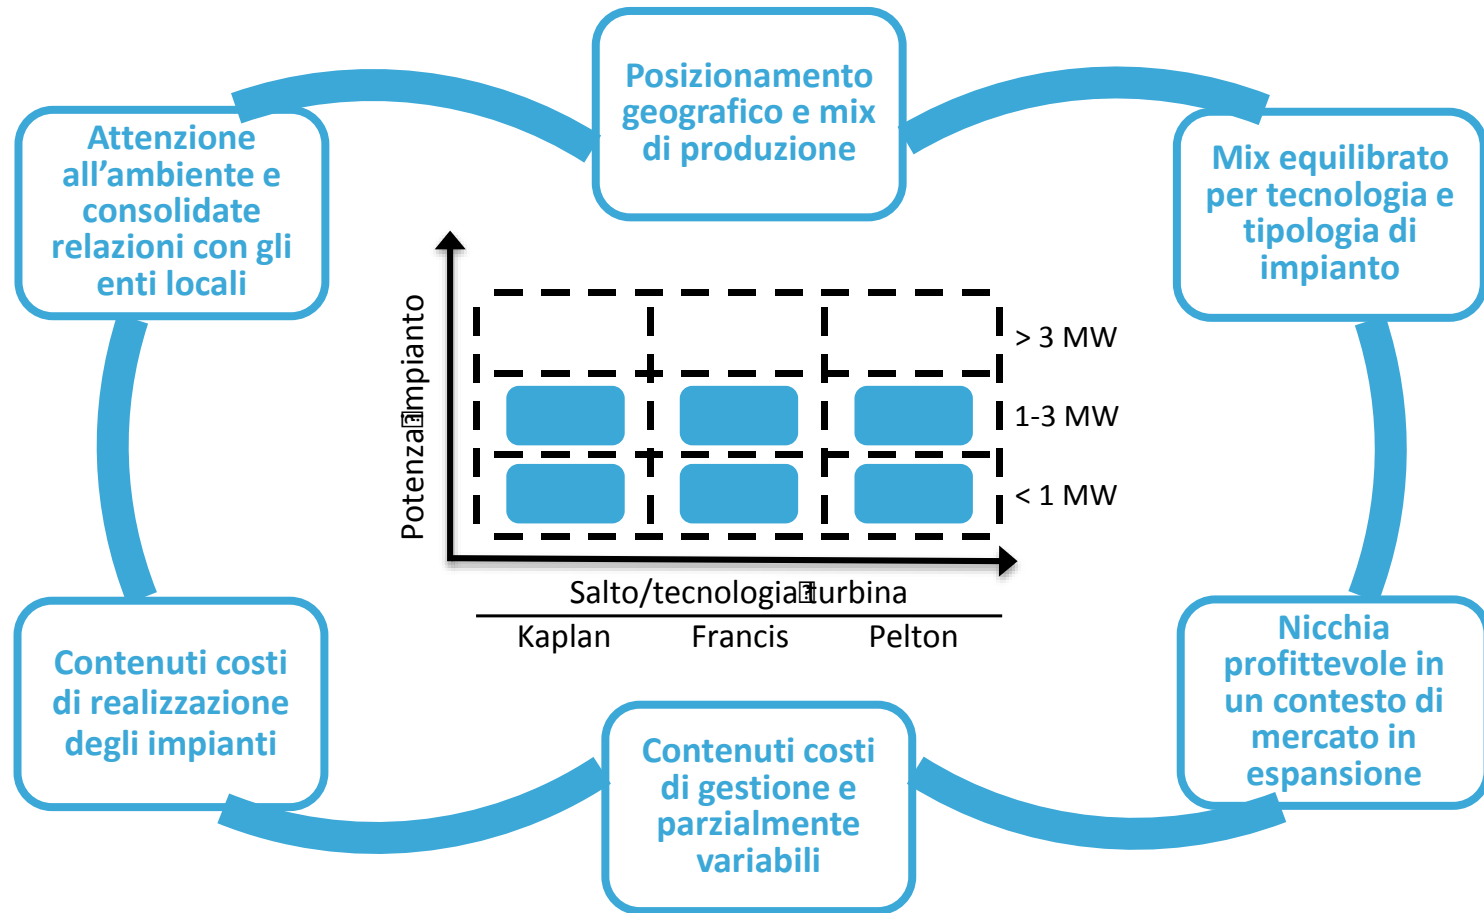 Posizionamento
geografico e mix
di produzione
Mix equilibrato
per tecnologia e
tipologia di
impianto
Nicchia
profittevole in
un contesto di
mercato in
espansione
Contenuti costi
di gestione e
parzialmente
variabili
Contenuti costi
di realizzazione
degli impianti
Attenzione
all’ambiente e
consolidate
relazioni con gli
enti locali
Potenza impianto
> 3 MW
1-3 MW
< 1 MW
Salto/tecnologia turbina
Kaplan Francis Pelton